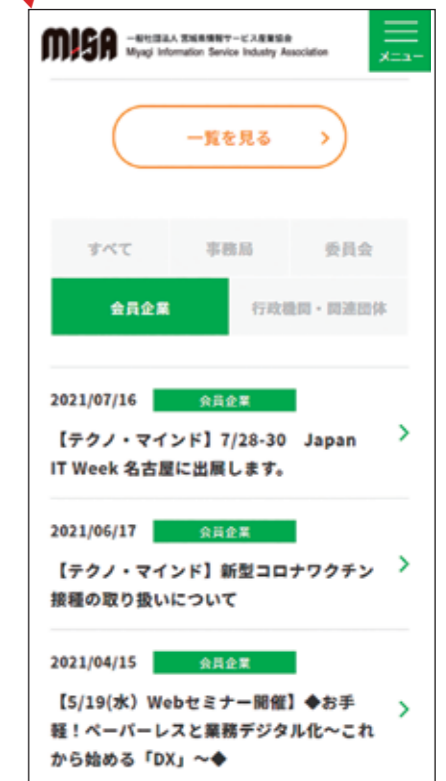 MISA
一般社団法人 宮城県情報サービス産業協会
Miyagi Information Service Industry Association
メニュー
一覧を見る
すべて 事務局 委員会
会員企業 行政機関・関連団体
2021/07/16 会員企業
【テクノ・マインド】7/28-30 Japan
IT Week 名古屋に出展します。
2021/06/17 会員企業
【テクノ・マインド】新型コロナワクチン
接種の取り扱いについて
2021/04/15 会員企業
【5/19(水）Webセミナー開催】◆お手
軽！ペーパーレスと業務デジタル化～これ
から始める「DX」～◆